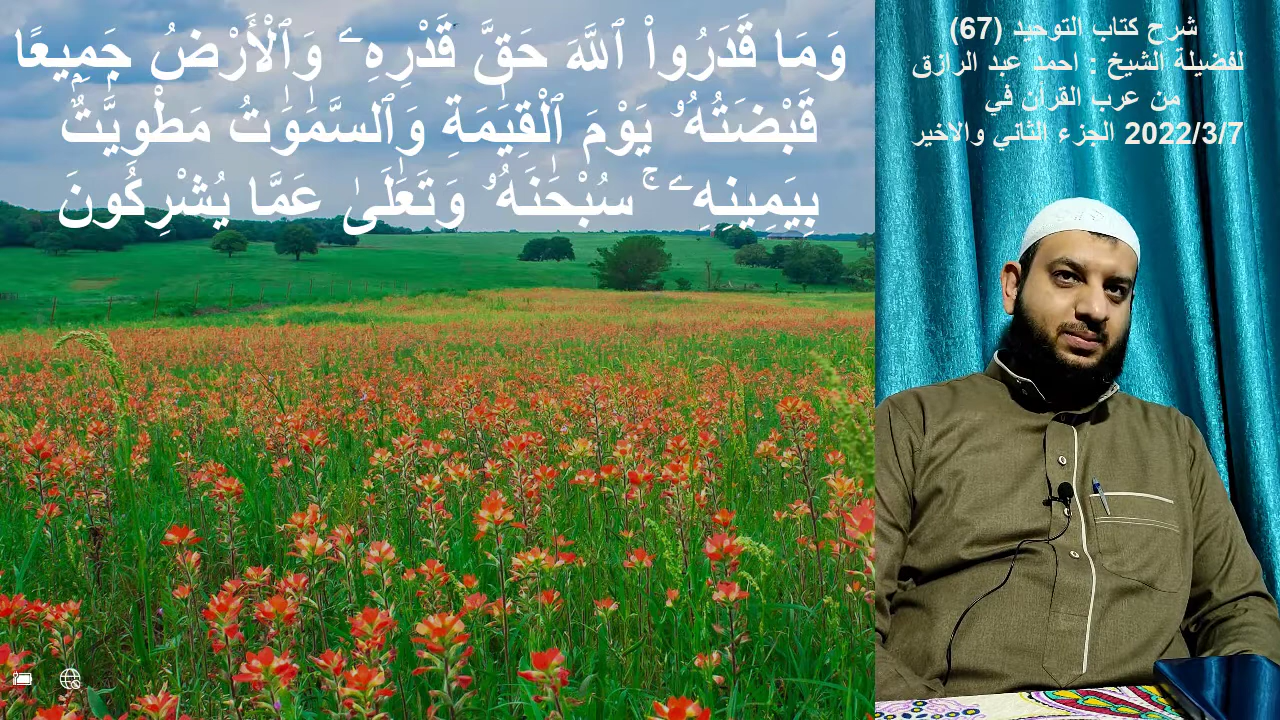 وَمَا قَدَرُوا۟ ٱللَّهَ حَقَّ قَدْرِهِۦ وَٱلْأَرْضُ جَمِيعًا
قَبْضَتُهُۥ يَوْمَ ٱلْقِيَٰمَةِ وَٱلسَّمَٰوَٰتُ مَطْوِيَّٰتٌۢ
بِيَمِينِهِۦ ۚ سُبْحَٰنَهُۥ وَتَعَٰلَىٰ عَمَّا يُشْرِكُونَ
شرح كتاب التوحيد (67)
لفضيلة الشيخ : احمد عبد الرازق
من عرب القرآن في
2022/3/7 الجزء الثاني والاخير